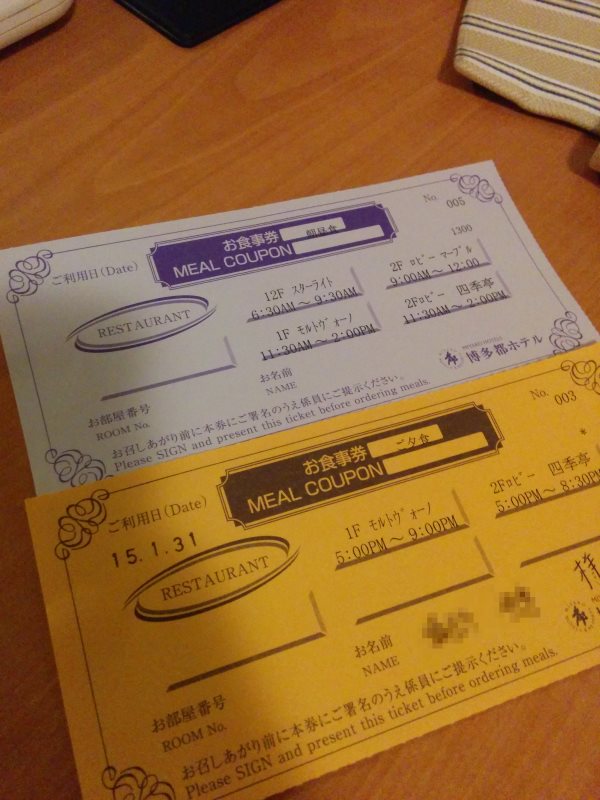 No. 005
お食事券 朝昼食
MEAL COUPON
ご利用日(Date)
1300
RESTAURANT
12F スターライト
6:30AM ～ 9:30AM
2F ロビー マーブル
9:00AM ～ 12:00
1F モルトヴォーノ
11:30AM ～ 2:00PM
2Fロビー 四季亭
11:30AM ～ 2:00PM
お部屋番号
ROOM No.
お名前
NAME
MIYAKO HOTELS
博多都ホテル
お召しあがり前に本券にご署名のうえ係員にご提示ください。
Please SIGN and present this ticket before ordering meals.
No. 003
お食事券 ご夕食
MEAL COUPON
ご利用日(Date)
15.1.31
*
RESTAURANT
1F モルトヴォーノ
5:00PM ～ 9:00PM
2Fロビー 四季亭
5:00PM ～ 8:30PM
お部屋番号
ROOM No.
お名前
NAME
お召しあがり前に本券にご署名のうえ係員にご提示ください。
Please SIGN and present this ticket before ordering meals.